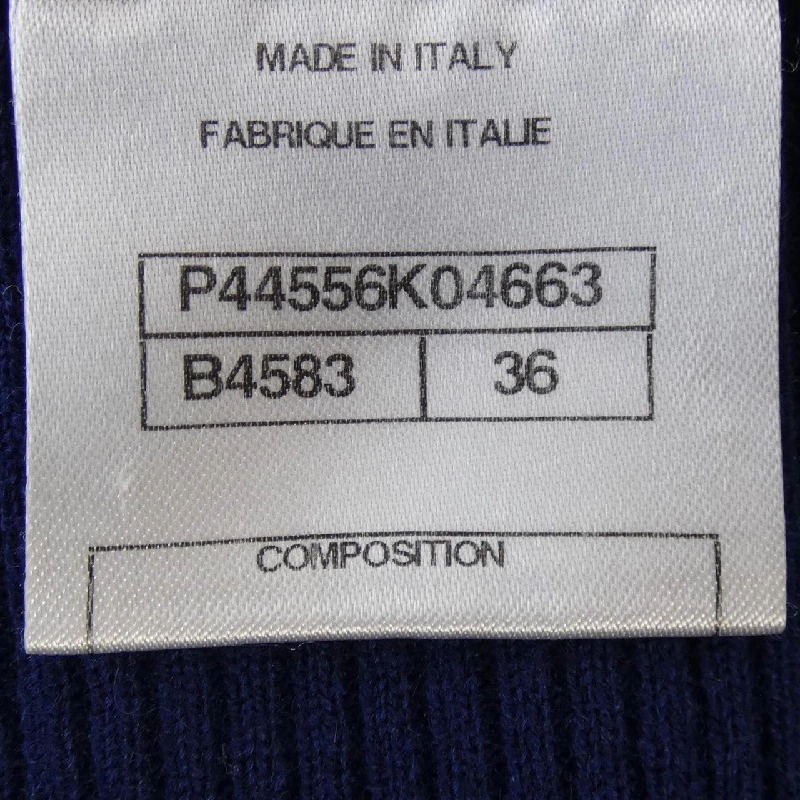 MADE IN ITALY
FABRIQUE EN ITALIE
P44556K04663
B4583 36
COMPOSITION